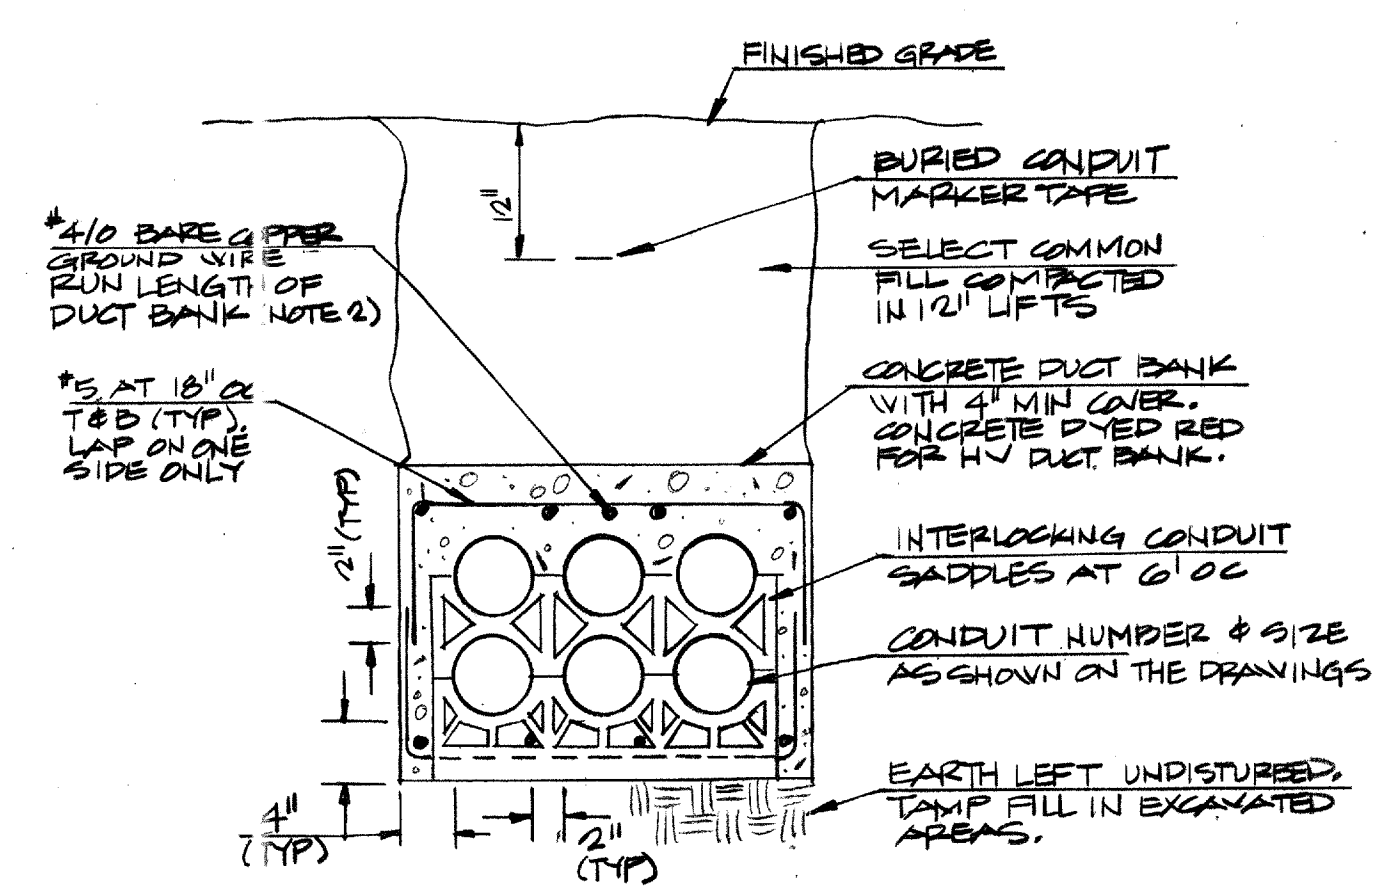 FINISHED GRADE
BURIED CONDUIT
MARKER TAPE
12"
SELECT COMMON
FILL COMPACTED
IN 12" LIFTS
#4/0 BARE COPPER
GROUND WIRE
RUN LENGTH OF
DUCT BANK (NOTE 2)
#5 AT 18" OC
T&B (TYP).
LAP ON ONE
SIDE ONLY
CONCRETE DUCT BANK
WITH 4" MIN COVER.
CONCRETE DYED RED
FOR HV DUCT BANK.
2" (TYP)
INTERLOCKING CONDUIT
SADDLES AT 6' OC
CONDUIT NUMBER & SIZE
AS SHOWN ON THE DRAWINGS
EARTH LEFT UNDISTURBED.
TAMP FILL IN EXCAVATED
AREAS.
4"
(TYP)
2"
(TYP)